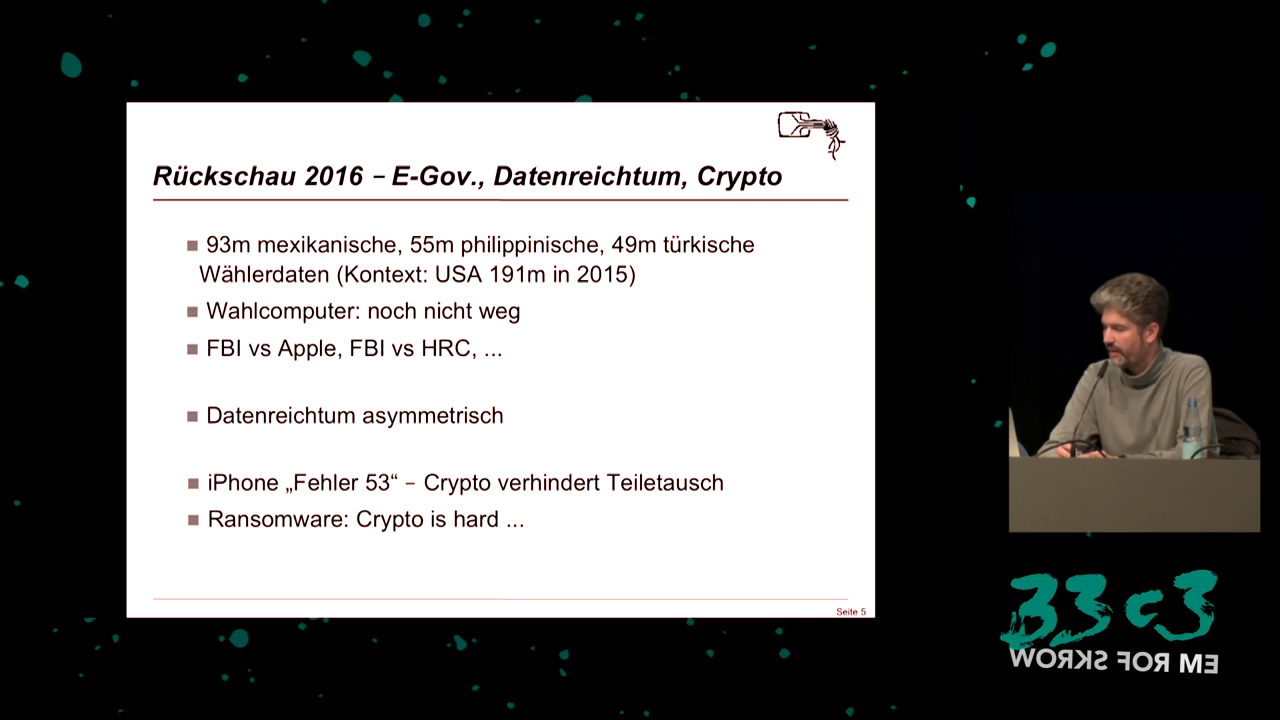 Rückschau 2016 – E-Gov., Datenreichtum, Crypto
■ 93m mexikanische, 55m philippinische, 49m türkische
Wählerdaten (Kontext: USA 191m in 2015)
■ Wahlcomputer: noch nicht weg
■ FBI vs Apple, FBI vs HRC, ...
■ Datenreichtum asymmetrisch
■ iPhone „Fehler 53“ – Crypto verhindert Teiletausch
■ Ransomware: Crypto is hard ...
Seite 5
33c3
WORKS FOR ME